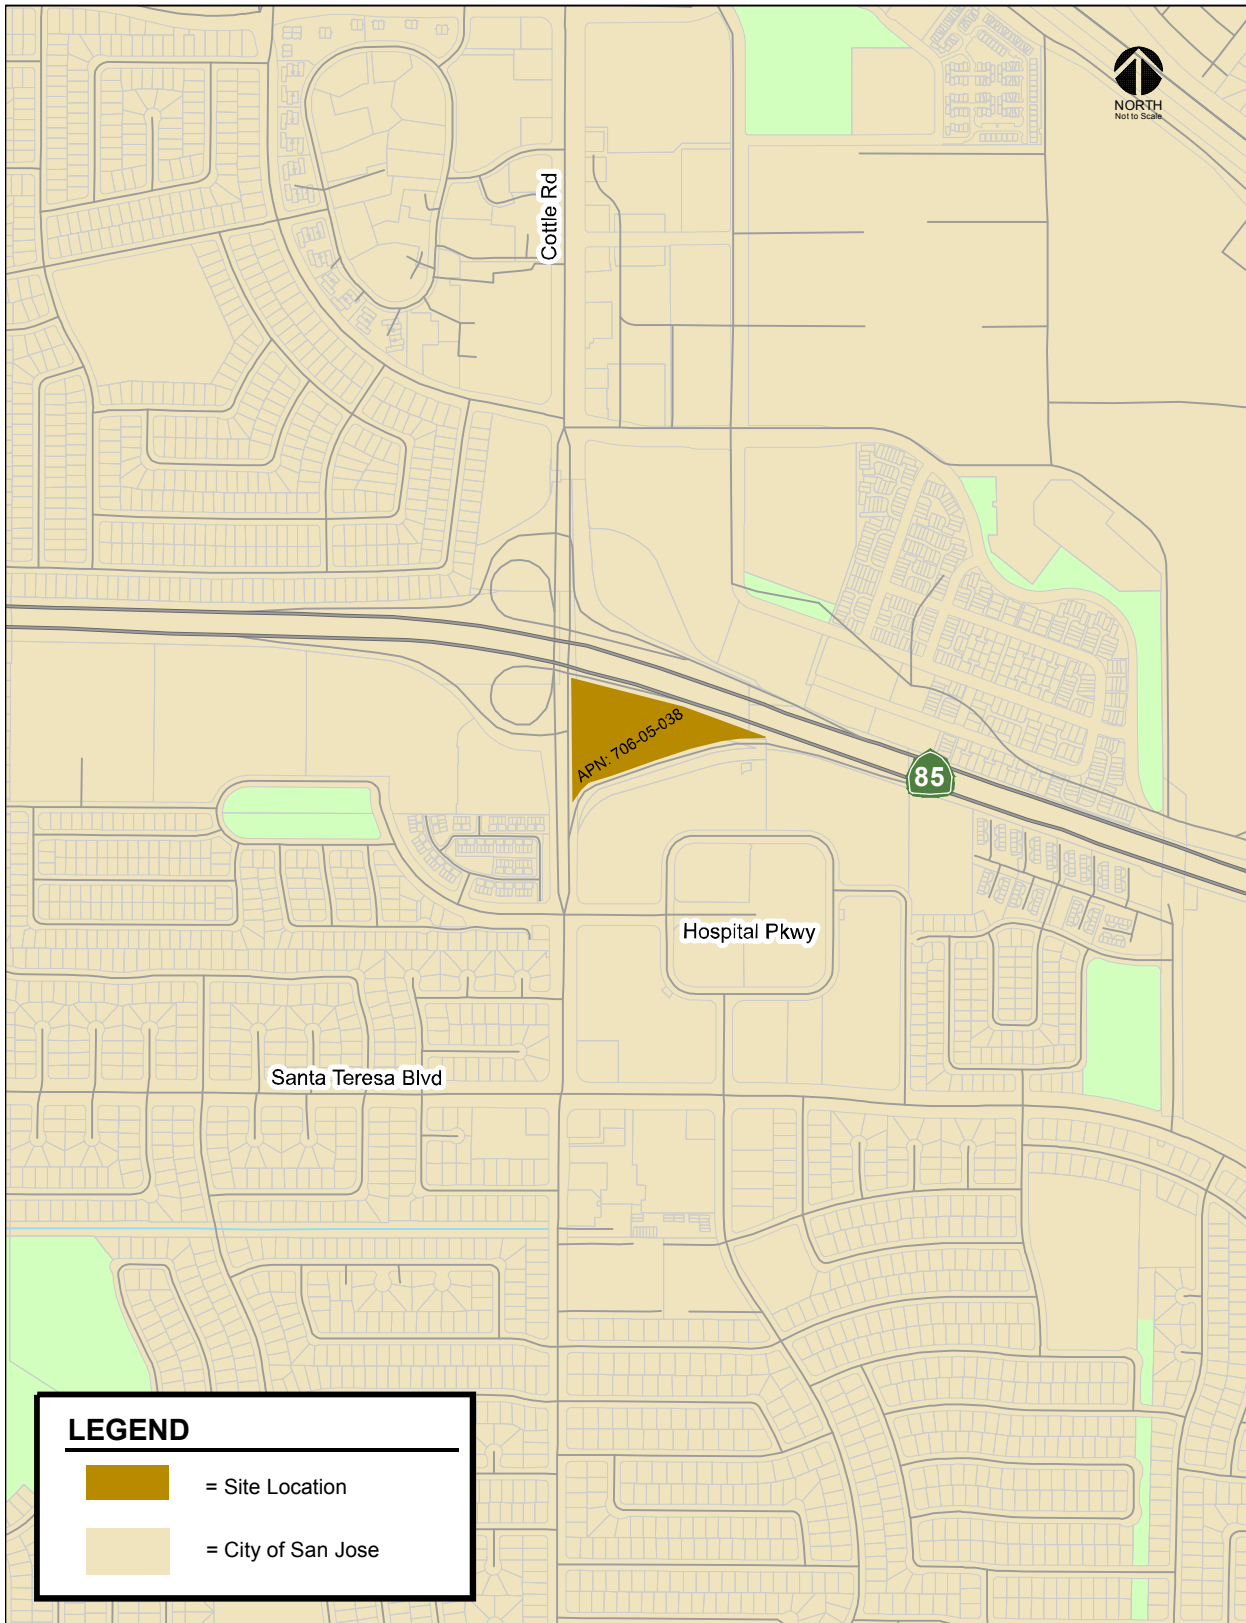 NORTH
Not to Scale
Cottle Rd
APN: 706-05-038
85
Hospital Pkwy
Santa Teresa Blvd
LEGEND
= Site Location
= City of San Jose